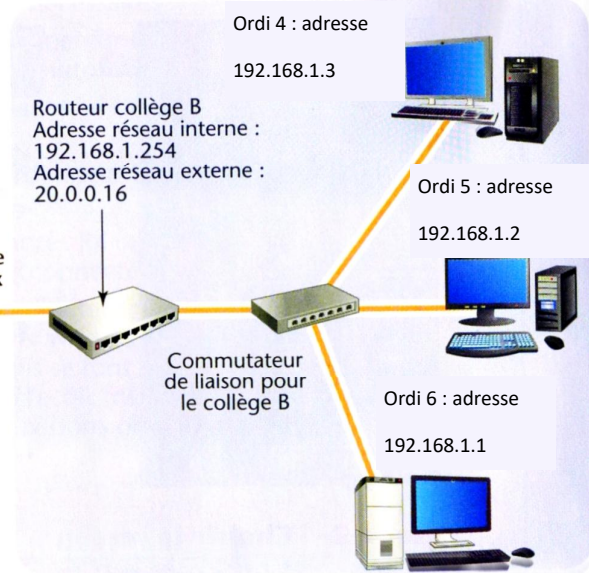 Ordi 4 : adresse
192.168.1.3
Routeur collège B
Adresse réseau interne :
192.168.1.254
Adresse réseau externe :
20.0.0.16
Ordi 5 : adresse
192.168.1.2
Commutateur
de liaison pour
le collège B
Ordi 6 : adresse
192.168.1.1